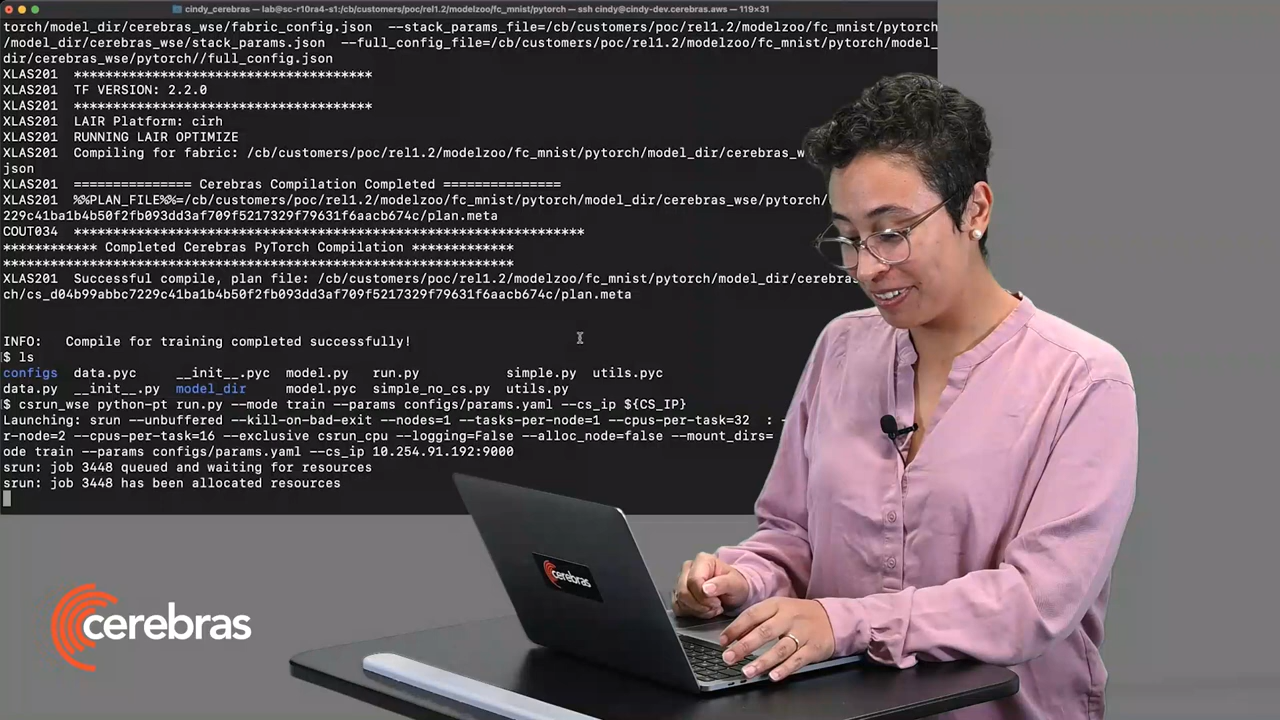 cindy_cerebras — lab@sc-r10ra4-s1:/cb/customers/poc/rel1.2/modelzoo/fc_mnist/pytorch — ssh cindy@cindy-dev.cerebras.aws — 119×31
torch/model_dir/cerebras_wse/fabric_config.json  --stack_params_file=/cb/customers/poc/rel1.2/modelzoo/fc_mnist/pytorch
/model_dir/cerebras_wse/stack_params.json  --full_config_file=/cb/customers/poc/rel1.2/modelzoo/fc_mnist/pytorch/model_
dir/cerebras_wse/pytorch//full_config.json
XLAS201  **************************************
XLAS201  TF VERSION: 2.2.0
XLAS201  **************************************
XLAS201  LAIR Platform: cirh
XLAS201  RUNNING LAIR OPTIMIZE
XLAS201  Compiling for fabric: /cb/customers/poc/rel1.2/modelzoo/fc_mnist/pytorch/model_dir/cerebras_w
json
XLAS201  =============== Cerebras Compilation Completed ===============
XLAS201  %%PLAN_FILE%%=/cb/customers/poc/rel1.2/modelzoo/fc_mnist/pytorch/model_dir/cerebras_wse/pytorch/
229c41ba1b4b50f2fb093dd3af709f5217329f79631f6aacb674c/plan.meta
COUT034  *****************************************************************
************ Completed Cerebras PyTorch Compilation *************
*****************************************************************
XLAS201  Successful compile, plan file: /cb/customers/poc/rel1.2/modelzoo/fc_mnist/pytorch/model_dir/cerebras
ch/cs_d04b99abbc7229c41ba1b4b50f2fb093dd3af709f5217329f79631f6aacb674c/plan.meta
INFO:   Compile for training completed successfully!
$ ls
configs  data.pyc     __init__.pyc  model.py   run.py           simple.py  utils.pyc
data.py  __init__.py  model_dir     model.pyc  simple_no_cs.py  utils.py
$ csrun_wse python-pt run.py --mode train --params configs/params.yaml --cs_ip ${CS_IP}
Launching: srun --unbuffered --kill-on-bad-exit --nodes=1 --tasks-per-node=1 --cpus-per-task=32  : -
r-node=2 --cpus-per-task=16 --exclusive csrun_cpu --logging=False --alloc_node=false --mount_dirs=
ode train --params configs/params.yaml --cs_ip 10.254.91.192:9000
srun: job 3448 queued and waiting for resources
srun: job 3448 has been allocated resources
cerebras
cerebras